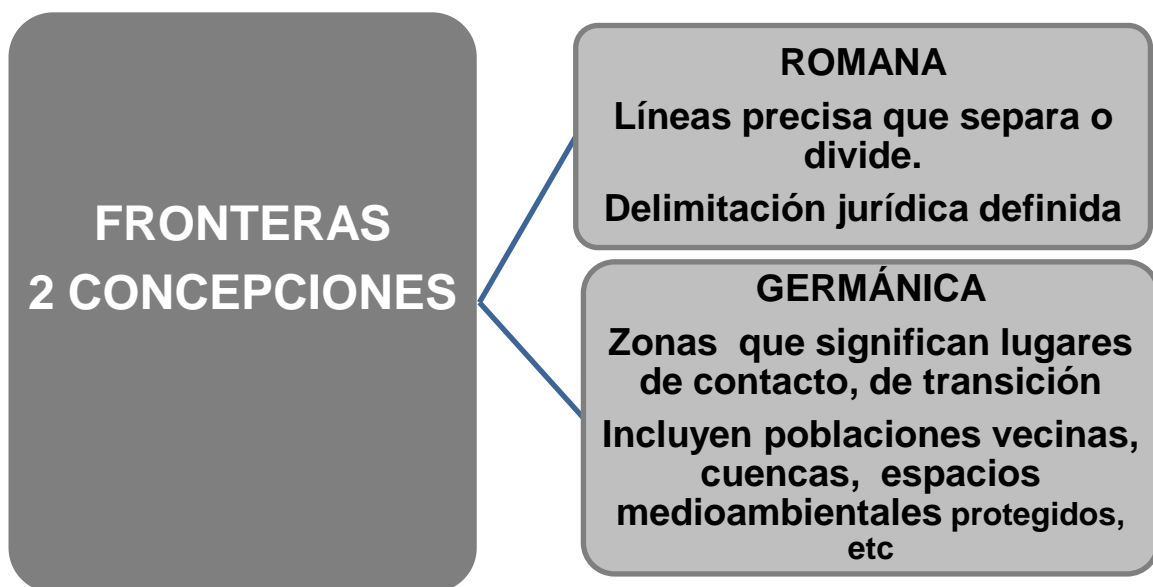 FRONTERAS
2 CONCEPCIONES
ROMANA
Líneas precisa que separa o
divide.
Delimitación jurídica definida
GERMÁNICA
Zonas que significan lugares
de contacto, de transición
Incluyen poblaciones vecinas,
cuencas, espacios
medioambientales protegidos,
etc